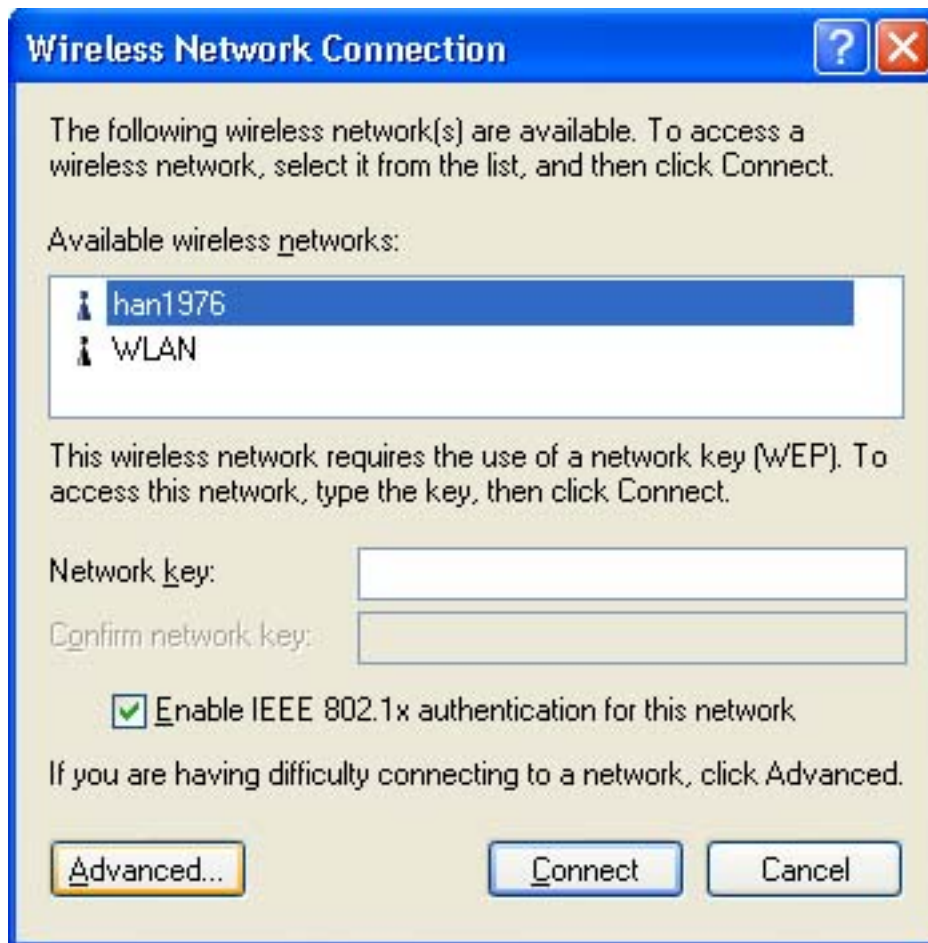 Wireless Network Connection
The following wireless network(s) are available. To access a
wireless network, select it from the list, and then click Connect.
Available wireless networks:
han1976
WLAN
This wireless network requires the use of a network key (WEP). To
access this network, type the key, then click Connect.
Network key:
Confirm network key:
Enable IEEE 802.1x authentication for this network
If you are having difficulty connecting to a network, click Advanced.
Advanced... Connect Cancel